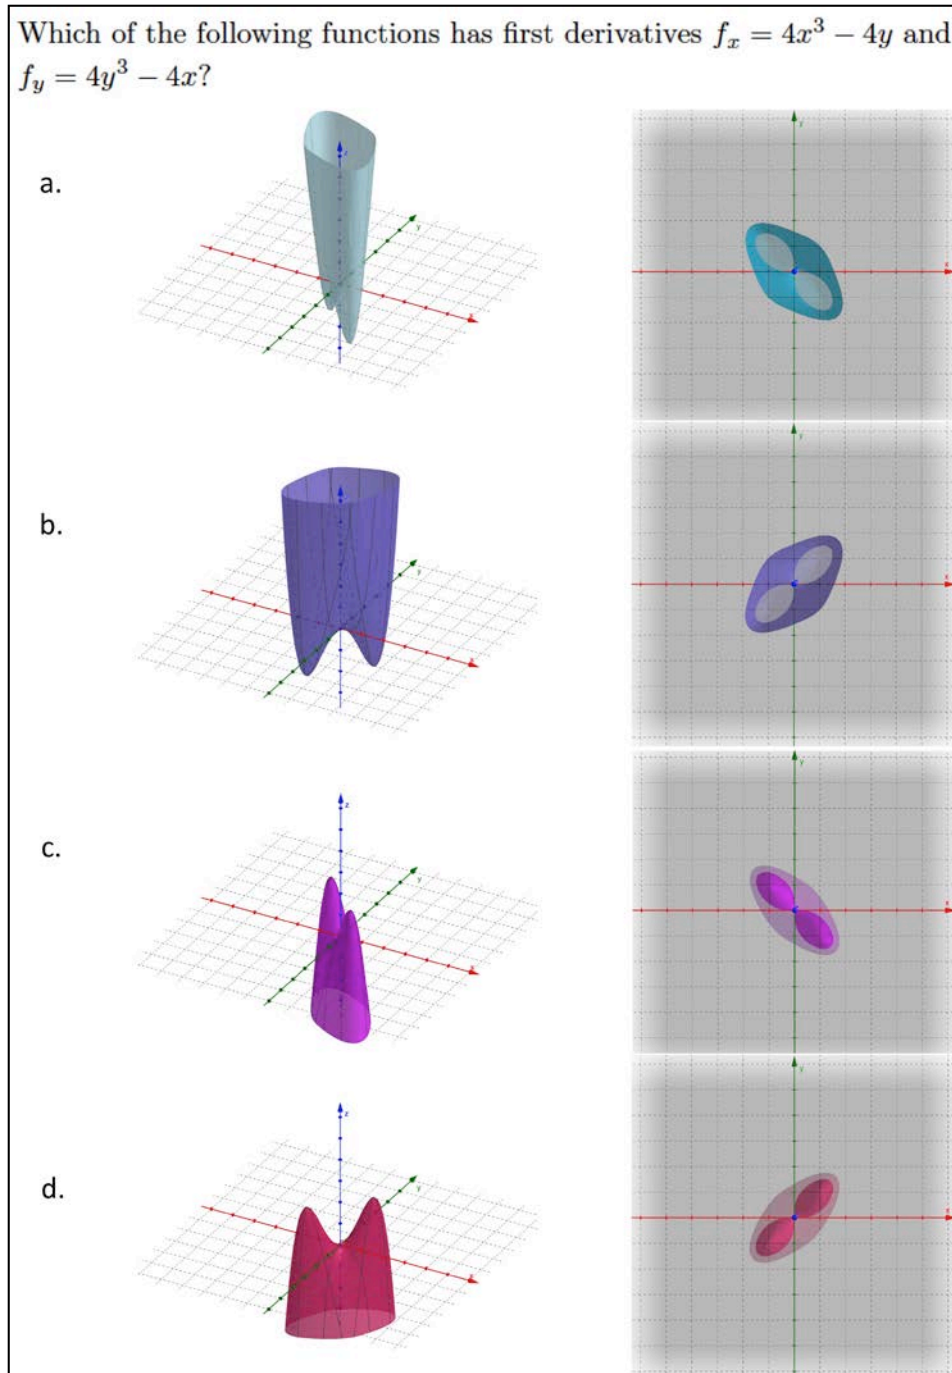 Which of the following functions has first derivatives $f_x = 4x^3 - 4y$ and
$f_y = 4y^3 - 4x$?
a.
z
y
x
y
x
b.
z
y
x
y
x
c.
z
y
x
y
x
d.
z
y
x
y
x